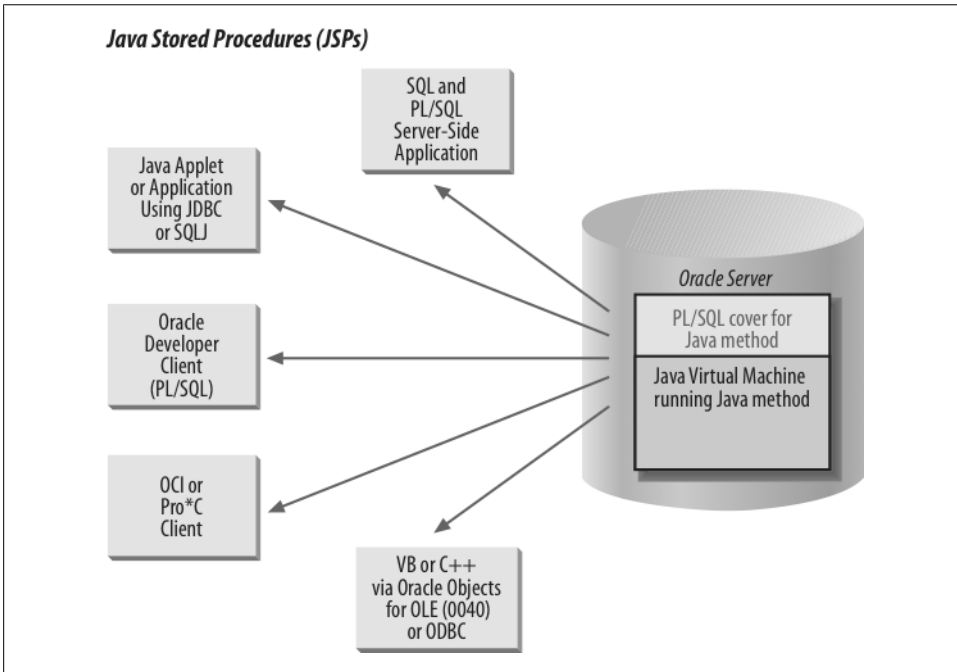 Java Stored Procedures (JSPs)
SQL and
PL/SQL
Server-Side
Application
Java Applet
or Application
Using JDBC
or SQLJ
Oracle
Developer
Client
(PL/SQL)
OCI or
Pro*C
Client
VB or C++
via Oracle Objects
for OLE (0040)
or ODBC
Oracle Server
PL/SQL cover for
Java method
Java Virtual Machine
running Java method